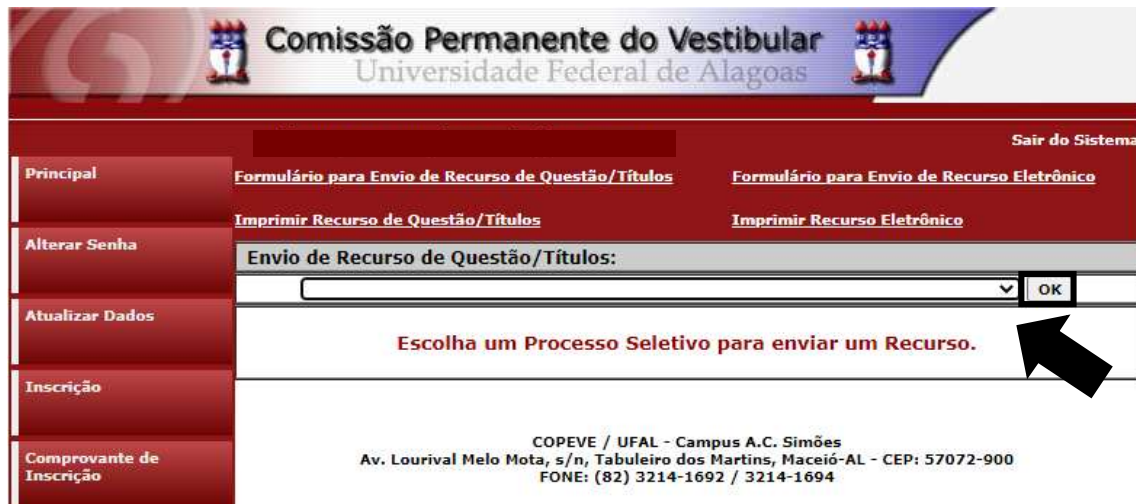 Comissão Permanente do Vestibular
Universidade Federal de Alagoas
Sair do Sistema
Principal
Alterar Senha
Atualizar Dados
Inscrição
Comprovante de
Inscrição
Formulário para Envio de Recurso de Questão/Títulos
Formulário para Envio de Recurso Eletrônico
Imprimir Recurso de Questão/Títulos
Imprimir Recurso Eletrônico
Envio de Recurso de Questão/Títulos:
OK
Escolha um Processo Seletivo para enviar um Recurso.
COPEVE / UFAL - Campus A.C. Simões
Av. Lourival Melo Mota, s/n, Tabuleiro dos Martins, Maceió-AL - CEP: 57072-900
FONE: (82) 3214-1692 / 3214-1694